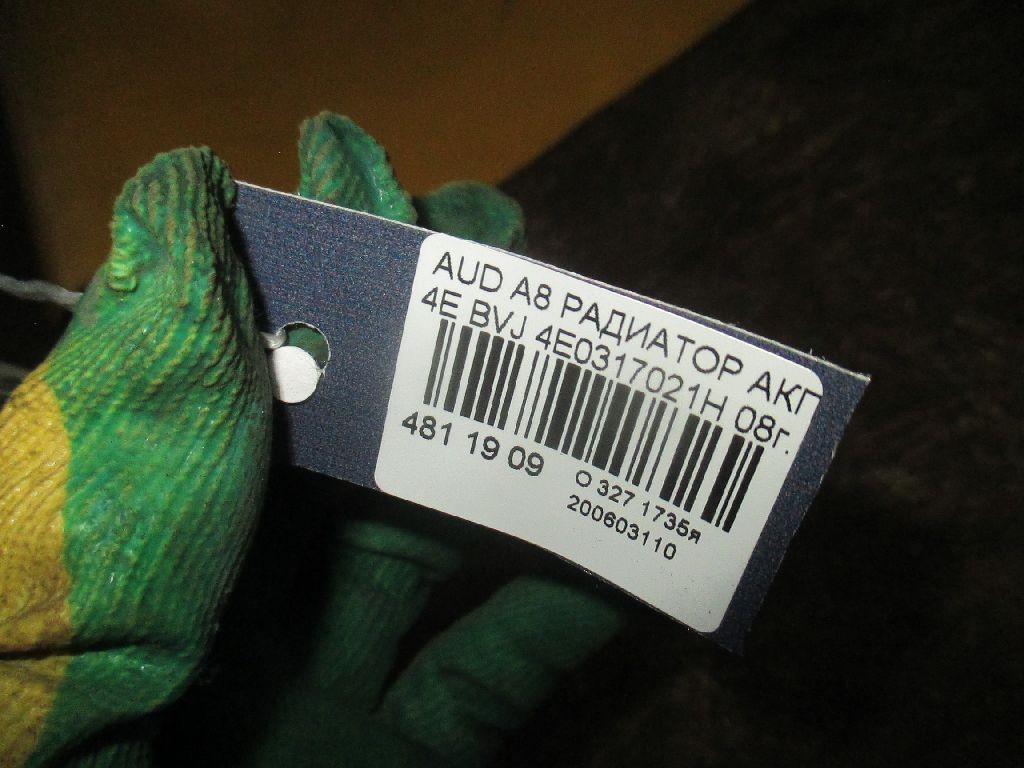 AUD A8 РАДИАТОР АКП
4E BVJ 4E0317021H 08г.
481 19 09
О 327 1735я
200603110